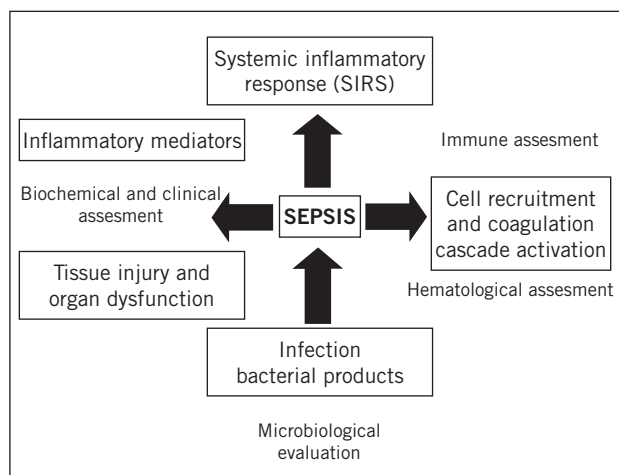 Systemic inflammatory
response (SIRS)
Inflammatory mediators
Immune assesment
Biochemical and clinical
assesment
SEPSIS
Cell recruitment
and coagulation
cascade activation
Tissue injury and
organ dysfunction
Hematological assesment
Infection
bacterial products
Microbiological
evaluation